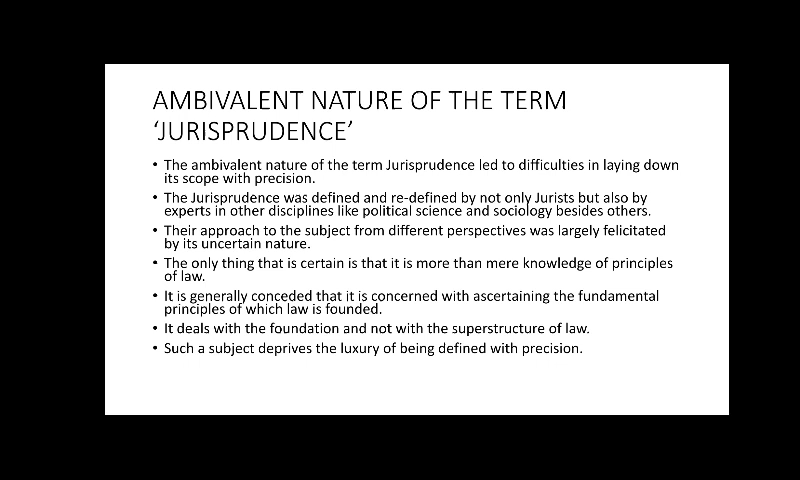 AMBIVALENT NATURE OF THE TERM
‘JURISPRUDENCE’
• The ambivalent nature of the term Jurisprudence led to difficulties in laying down
its scope with precision.
• The Jurisprudence was defined and re-defined by not only Jurists but also by
experts in other disciplines like political science and sociology besides others.
• Their approach to the subject from different perspectives was largely felicitated
by its uncertain nature.
• The only thing that is certain is that it is more than mere knowledge of principles
of law.
• It is generally conceded that it is concerned with ascertaining the fundamental
principles of which law is founded.
• It deals with the foundation and not with the superstructure of law.
• Such a subject deprives the luxury of being defined with precision.